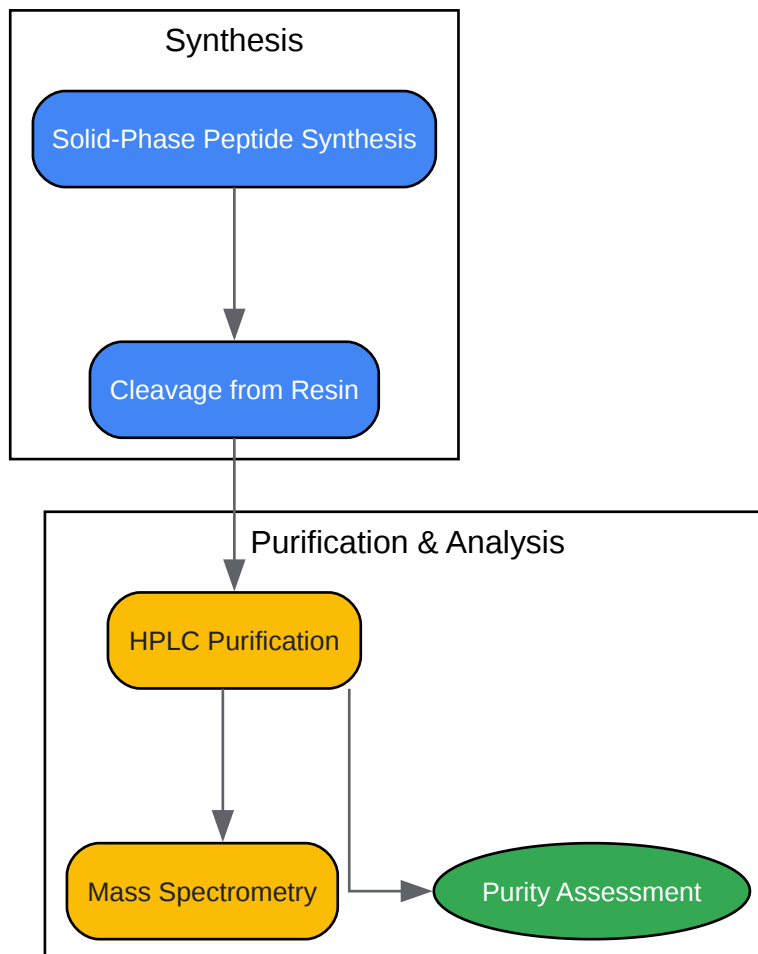 Synthesis
Solid-Phase Peptide Synthesis
Cleavage from Resin
Purification & Analysis
HPLC Purification
Mass Spectrometry
Purity Assessment